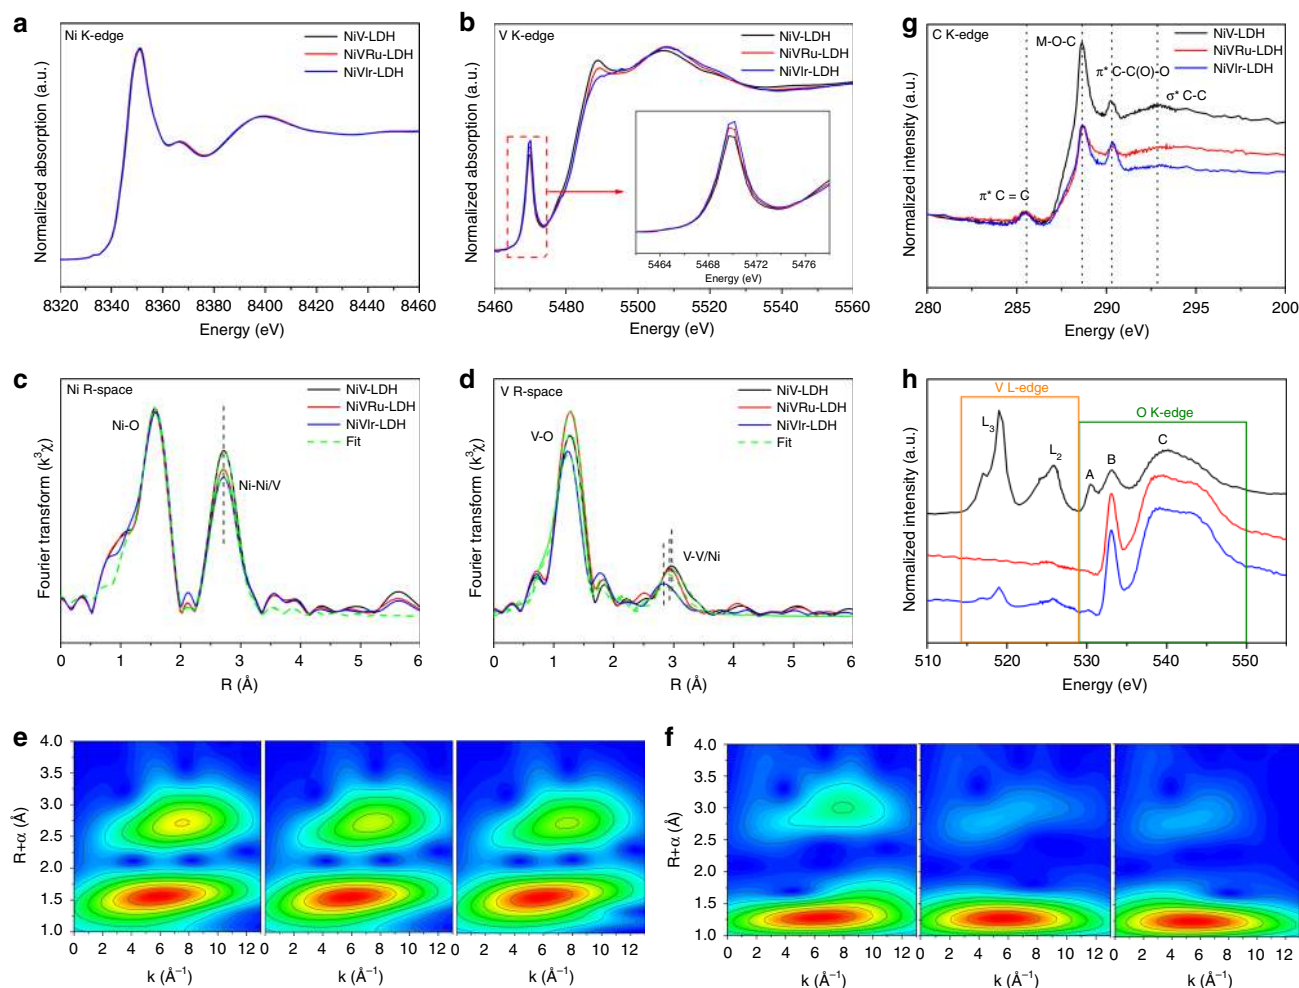 a
Ni K-edge
NiV-LDH
NiVRu-LDH
NiVIr-LDH
Normalized absorption (a.u.)
8320 8340 8360 8380 8400 8420 8440 8460
Energy (eV)
b
V K-edge
NiV-LDH
NiVRu-LDH
NiVIr-LDH
Normalized absorption (a.u.)
5464 5468 5472 5476
Energy (eV)
5460 5480 5500 5520 5540 5560
Energy (eV)
g
C K-edge
NiV-LDH
NiVRu-LDH
NiVIr-LDH
M-O-C
π* C-C(O)-O
σ* C-C
π* C = C
Normalized intensity (a.u.)
280 285 290 295 200
Energy (eV)
c
Ni R-space
NiV-LDH
NiVRu-LDH
NiVIr-LDH
Fit
Ni-O
Ni-Ni/V
Fourier transform (k³χ)
0 1 2 3 4 5 6
R (Å)
d
V R-space
NiV-LDH
NiVRu-LDH
NiVIr-LDH
Fit
V-O
V-V/Ni
Fourier transform (k³χ)
0 1 2 3 4 5 6
R (Å)
h
V L-edge
O K-edge
L₃
L₂
A
B
C
Normalized intensity (a.u.)
510 520 530 540 550
Energy (eV)
e
R+α (Å)
4.0
3.5
3.0
2.5
2.0
1.5
1.0
0 2 4 6 8 10 12
0 2 4 6 8 10 12
0 2 4 6 8 10 12
k (Å⁻¹)
k (Å⁻¹)
k (Å⁻¹)
f
R+α (Å)
4.0
3.5
3.0
2.5
2.0
1.5
1.0
0 2 4 6 8 10 12
0 2 4 6 8 10 12
0 2 4 6 8 10 12
k (Å⁻¹)
k (Å⁻¹)
k (Å⁻¹)